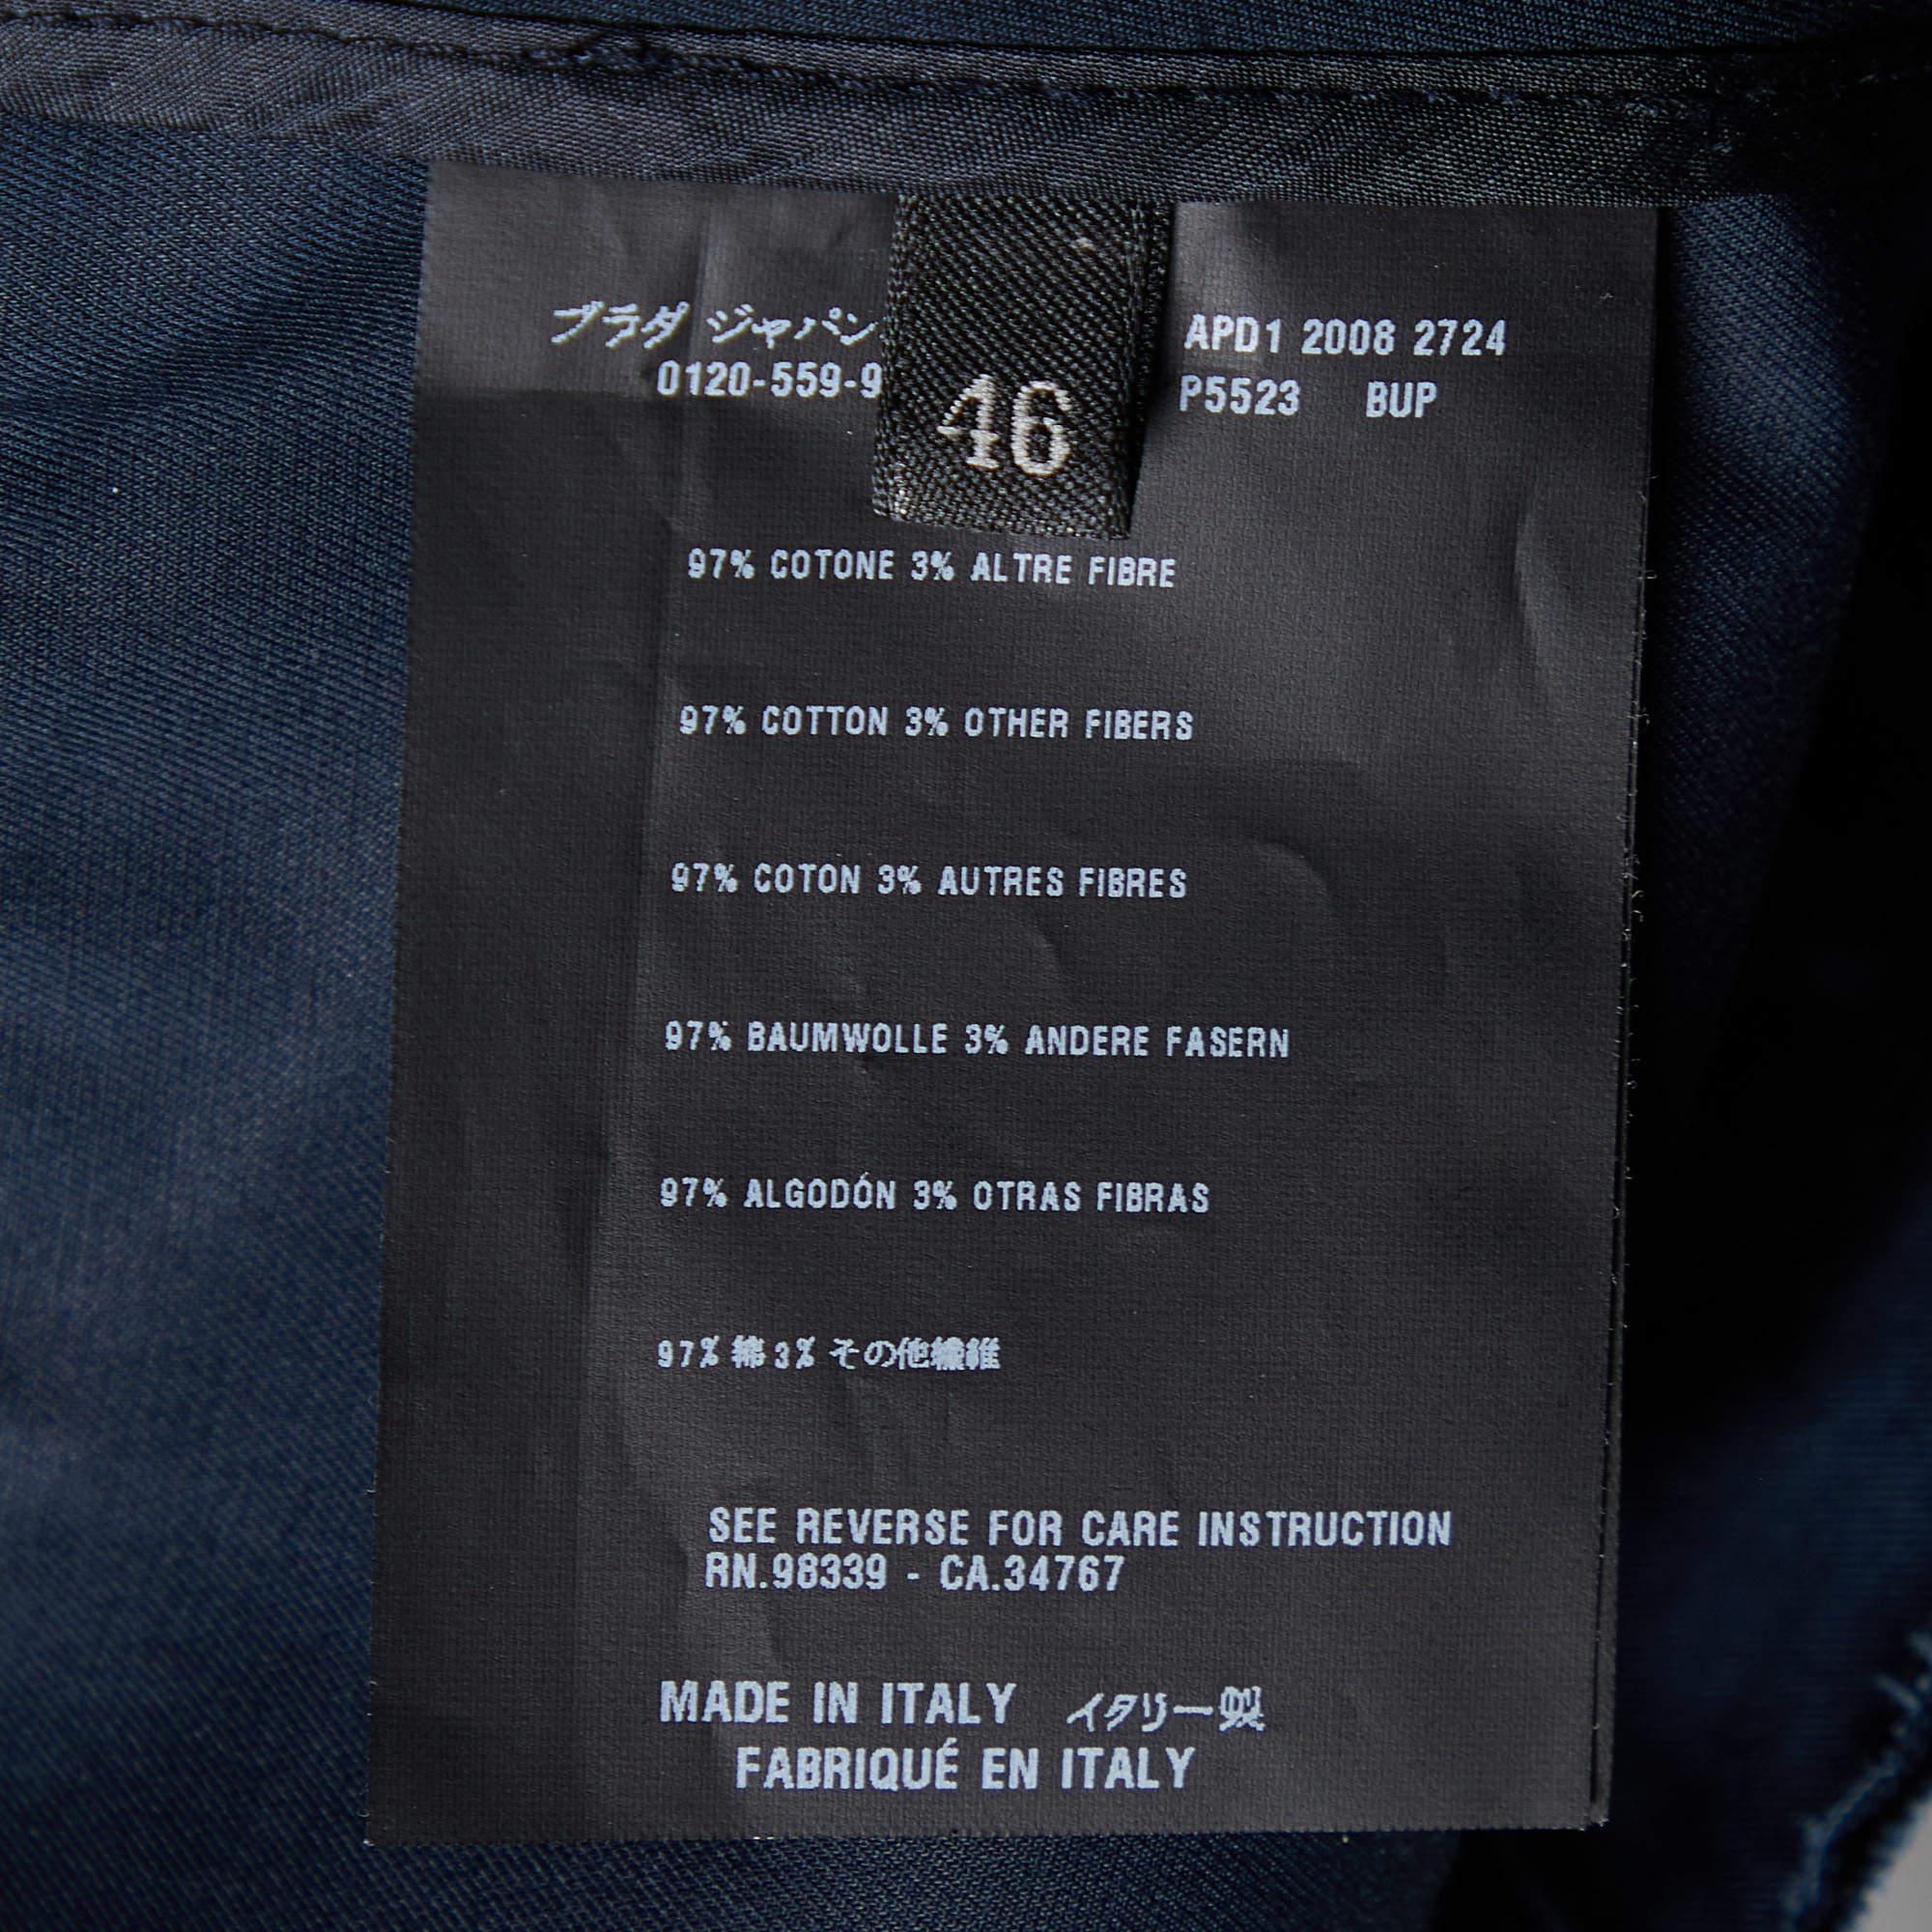 プラダ ジャパン
0120-559-9
46
APD1 2008 2724
P5523 BUP
97% COTONE 3% ALTRE FIBRE
97% COTTON 3% OTHER FIBERS
97% COTON 3% AUTRES FIBRES
97% BAUMWOLLE 3% ANDERE FASERN
97% ALGODÓN 3% OTRAS FIBRAS
97% 綿 3% その他繊維
SEE REVERSE FOR CARE INSTRUCTION
RN.98339 - CA.34767
MADE IN ITALY イタリー製
FABRIQUÉ EN ITALY